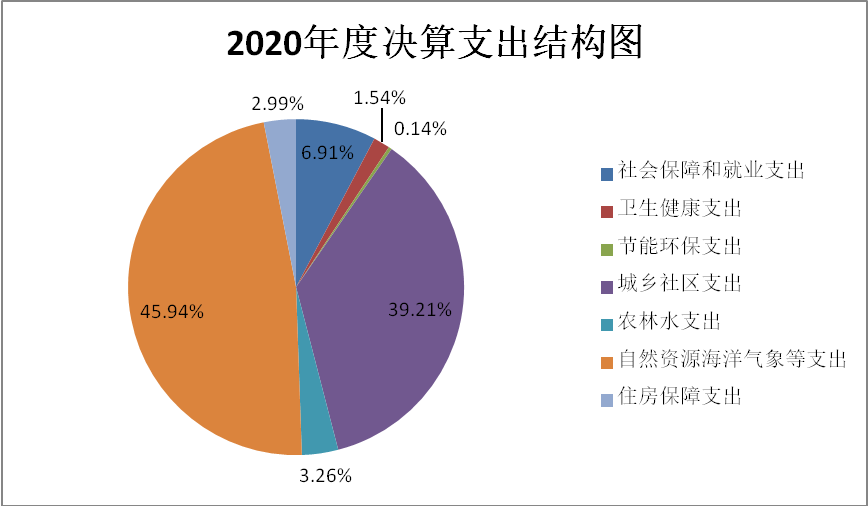 2020年度决算支出结构图
2.99%
1.54%
0.14%
6.91%
39.21%
45.94%
3.26%
社会保障和就业支出
卫生健康支出
节能环保支出
城乡社区支出
农林水支出
自然资源海洋气象等支出
住房保障支出